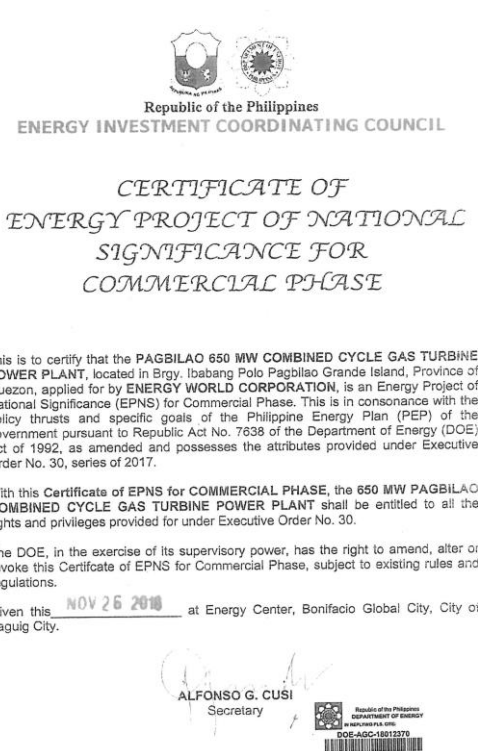 Republic of the Philippines
ENERGY INVESTMENT COORDINATING COUNCIL
CERTIFICATE OF
ENERGY PROJECT OF NATIONAL
SIGNIFICANCE FOR
COMMERCIAL PHASE
his is to certify that the PAGBILAO 650 MW COMBINED CYCLE GAS TURBINE
OWER PLANT, located in Brgy. Ibabang Polo Pagbilao Grande Island, Province of
uezon, applied for by ENERGY WORLD CORPORATION, is an Energy Project of
ational Significance (EPNS) for Commercial Phase. This is in consonance with the
olicy thrusts and specific goals of the Philippine Energy Plan (PEP) of the
overnment pursuant to Republic Act No. 7638 of the Department of Energy (DOE)
ct of 1992, as amended and possesses the attributes provided under Executive
rder No. 30, series of 2017.
ith this Certificate of EPNS for COMMERCIAL PHASE, the 650 MW PAGBILAO
OMBINED CYCLE GAS TURBINE POWER PLANT shall be entitled to all the
ghts and privileges provided for under Executive Order No. 30.
he DOE, in the exercise of its supervisory power, has the right to amend, alter or
evoke this Certifcate of EPNS for Commercial Phase, subject to existing rules and
egulations.
iven this NOV 26 2018 at Energy Center, Bonifacio Global City, City of
aguig City.
ALFONSO G. CUSI
Secretary
Republic of the Philippines
DEPARTMENT OF ENERGY
IN REPLYING PLS. CITE:
DOE-AGC-18012370